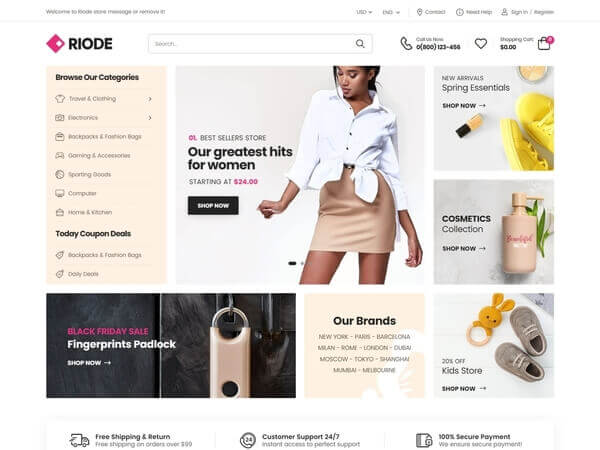 Welcome to Riode store message or remove it!
USD
ENG
Contact
Need Help
Sign in / Register
RIODE
Search...
Call Us Now
0(800) 123-456
Shopping Cart:
$0.00
0
Browse Our Categories
Travel & Clothing
Electronics
Backpacks & Fashion Bags
Gaming & Accessories
Sporting Goods
Computer
Home & Kitchen
Today Coupon Deals
Backpacks & Fashion Bags
Daily Deals
01. BEST SELLERS STORE
Our greatest hits
for women
STARTING AT $24.00
SHOP NOW
NEW ARRIVALS
Spring Essentials
SHOP NOW
COSMETICS
Collection
SHOP NOW
Beautiful
BLACK FRIDAY SALE
Fingerprints Padlock
SHOP NOW
Our Brands
NEW YORK - PARIS - BARCELONA
MILAN - ROME - LONDON - DUBAI
MOSCOW - TOKYO - SHANGHAI
MUMBAI - MELBOURNE
20% OFF
Kids Store
SHOP NOW
Free Shipping & Return
Free shipping on orders over $99
24
Customer Support 24/7
Instant access to perfect support
100% Secure Payment
We ensure secure payment!